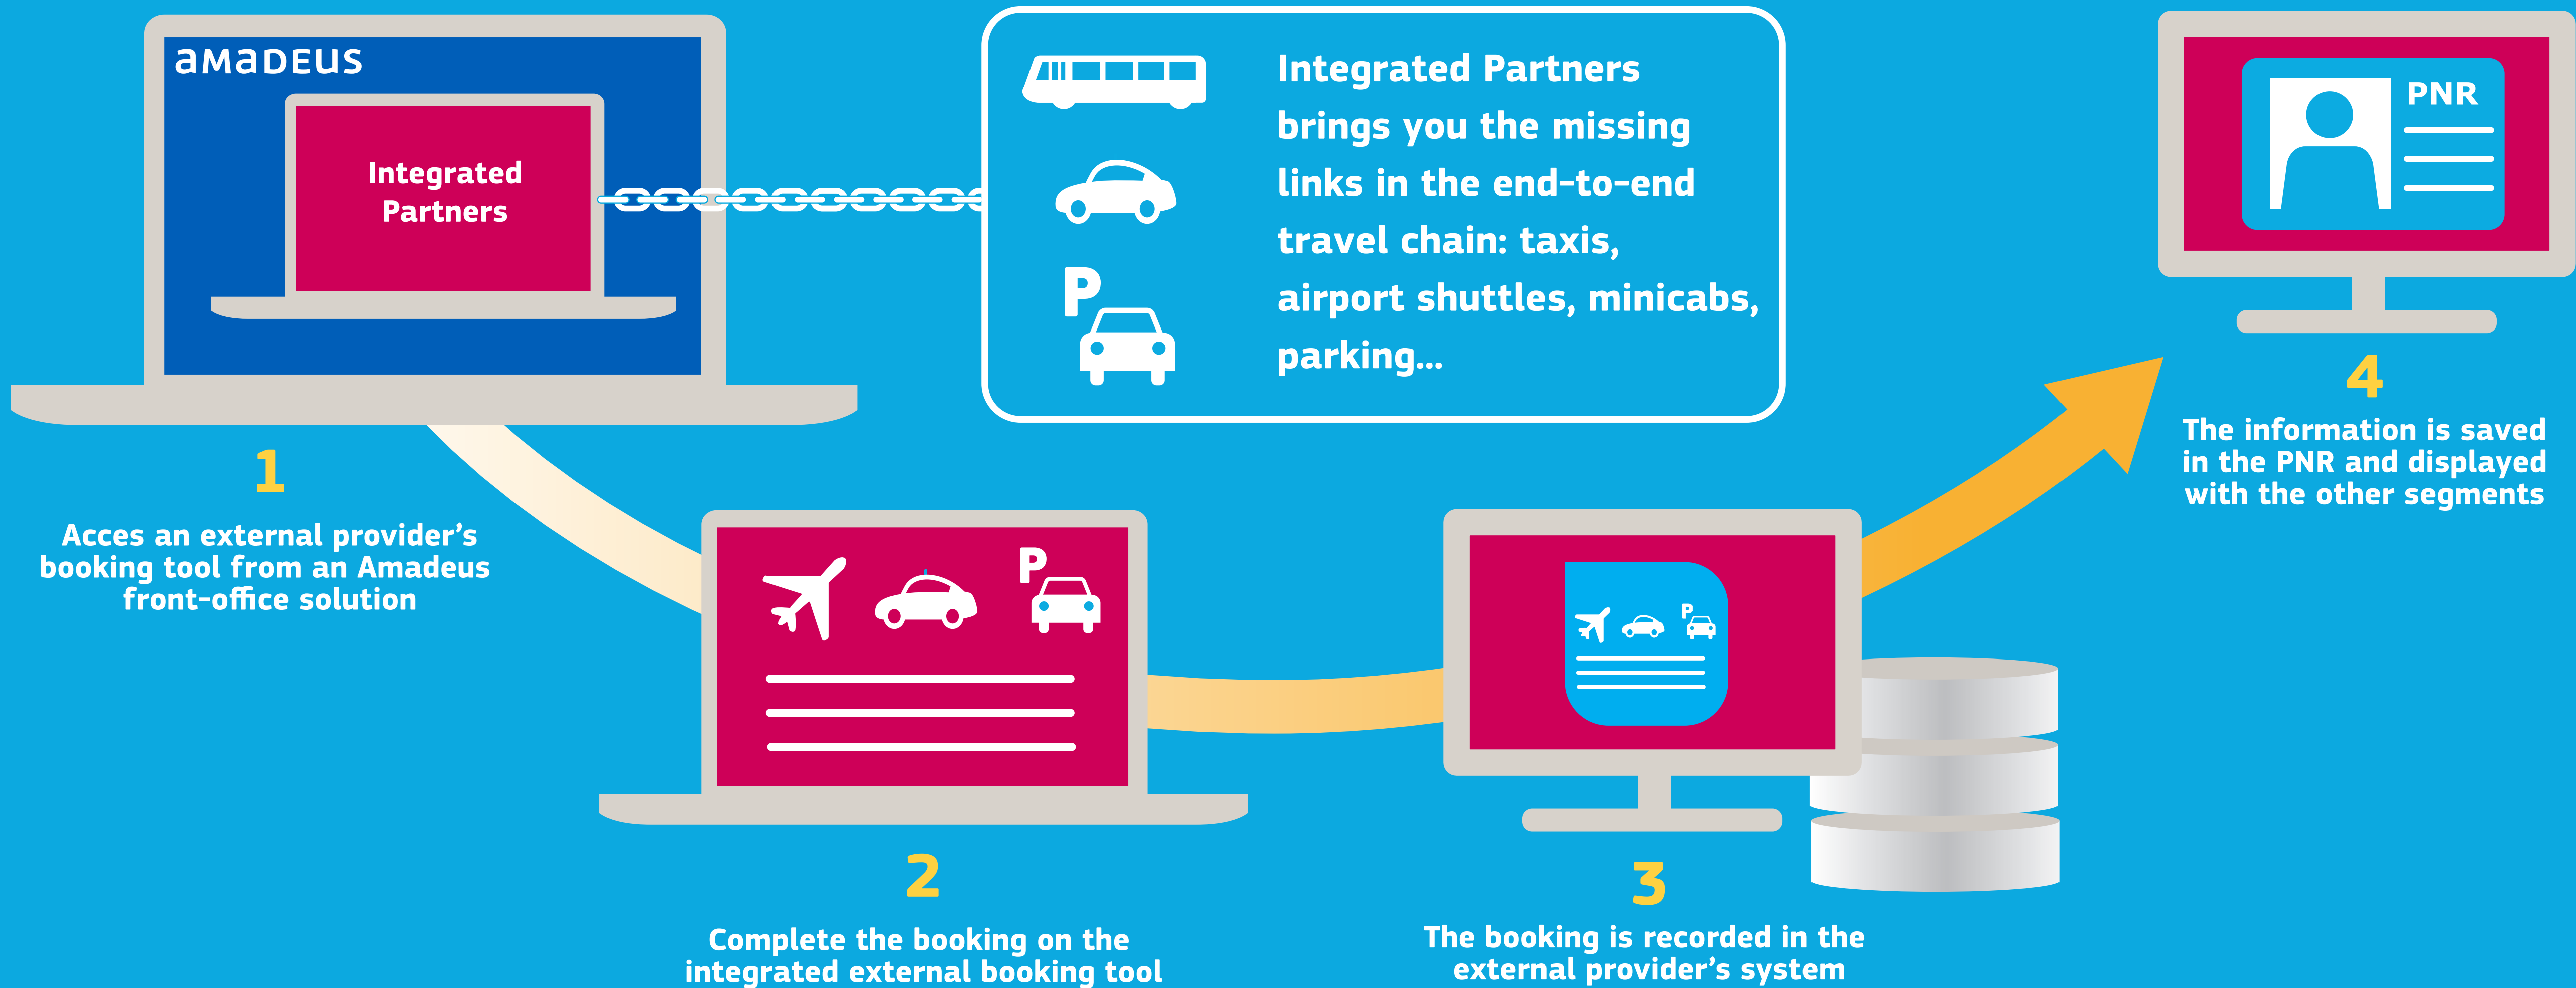 aMaDEUS
Integrated
Partners
Integrated Partners
brings you the missing
links in the end-to-end
travel chain: taxis,
airport shuttles, minicabs,
parking...
P
1
Acces an external provider's
booking tool from an Amadeus
front-office solution
P
2
Complete the booking on the
integrated external booking tool
P
3
The booking is recorded in the
external provider's system
PNR
4
The information is saved
in the PNR and displayed
with the other segments